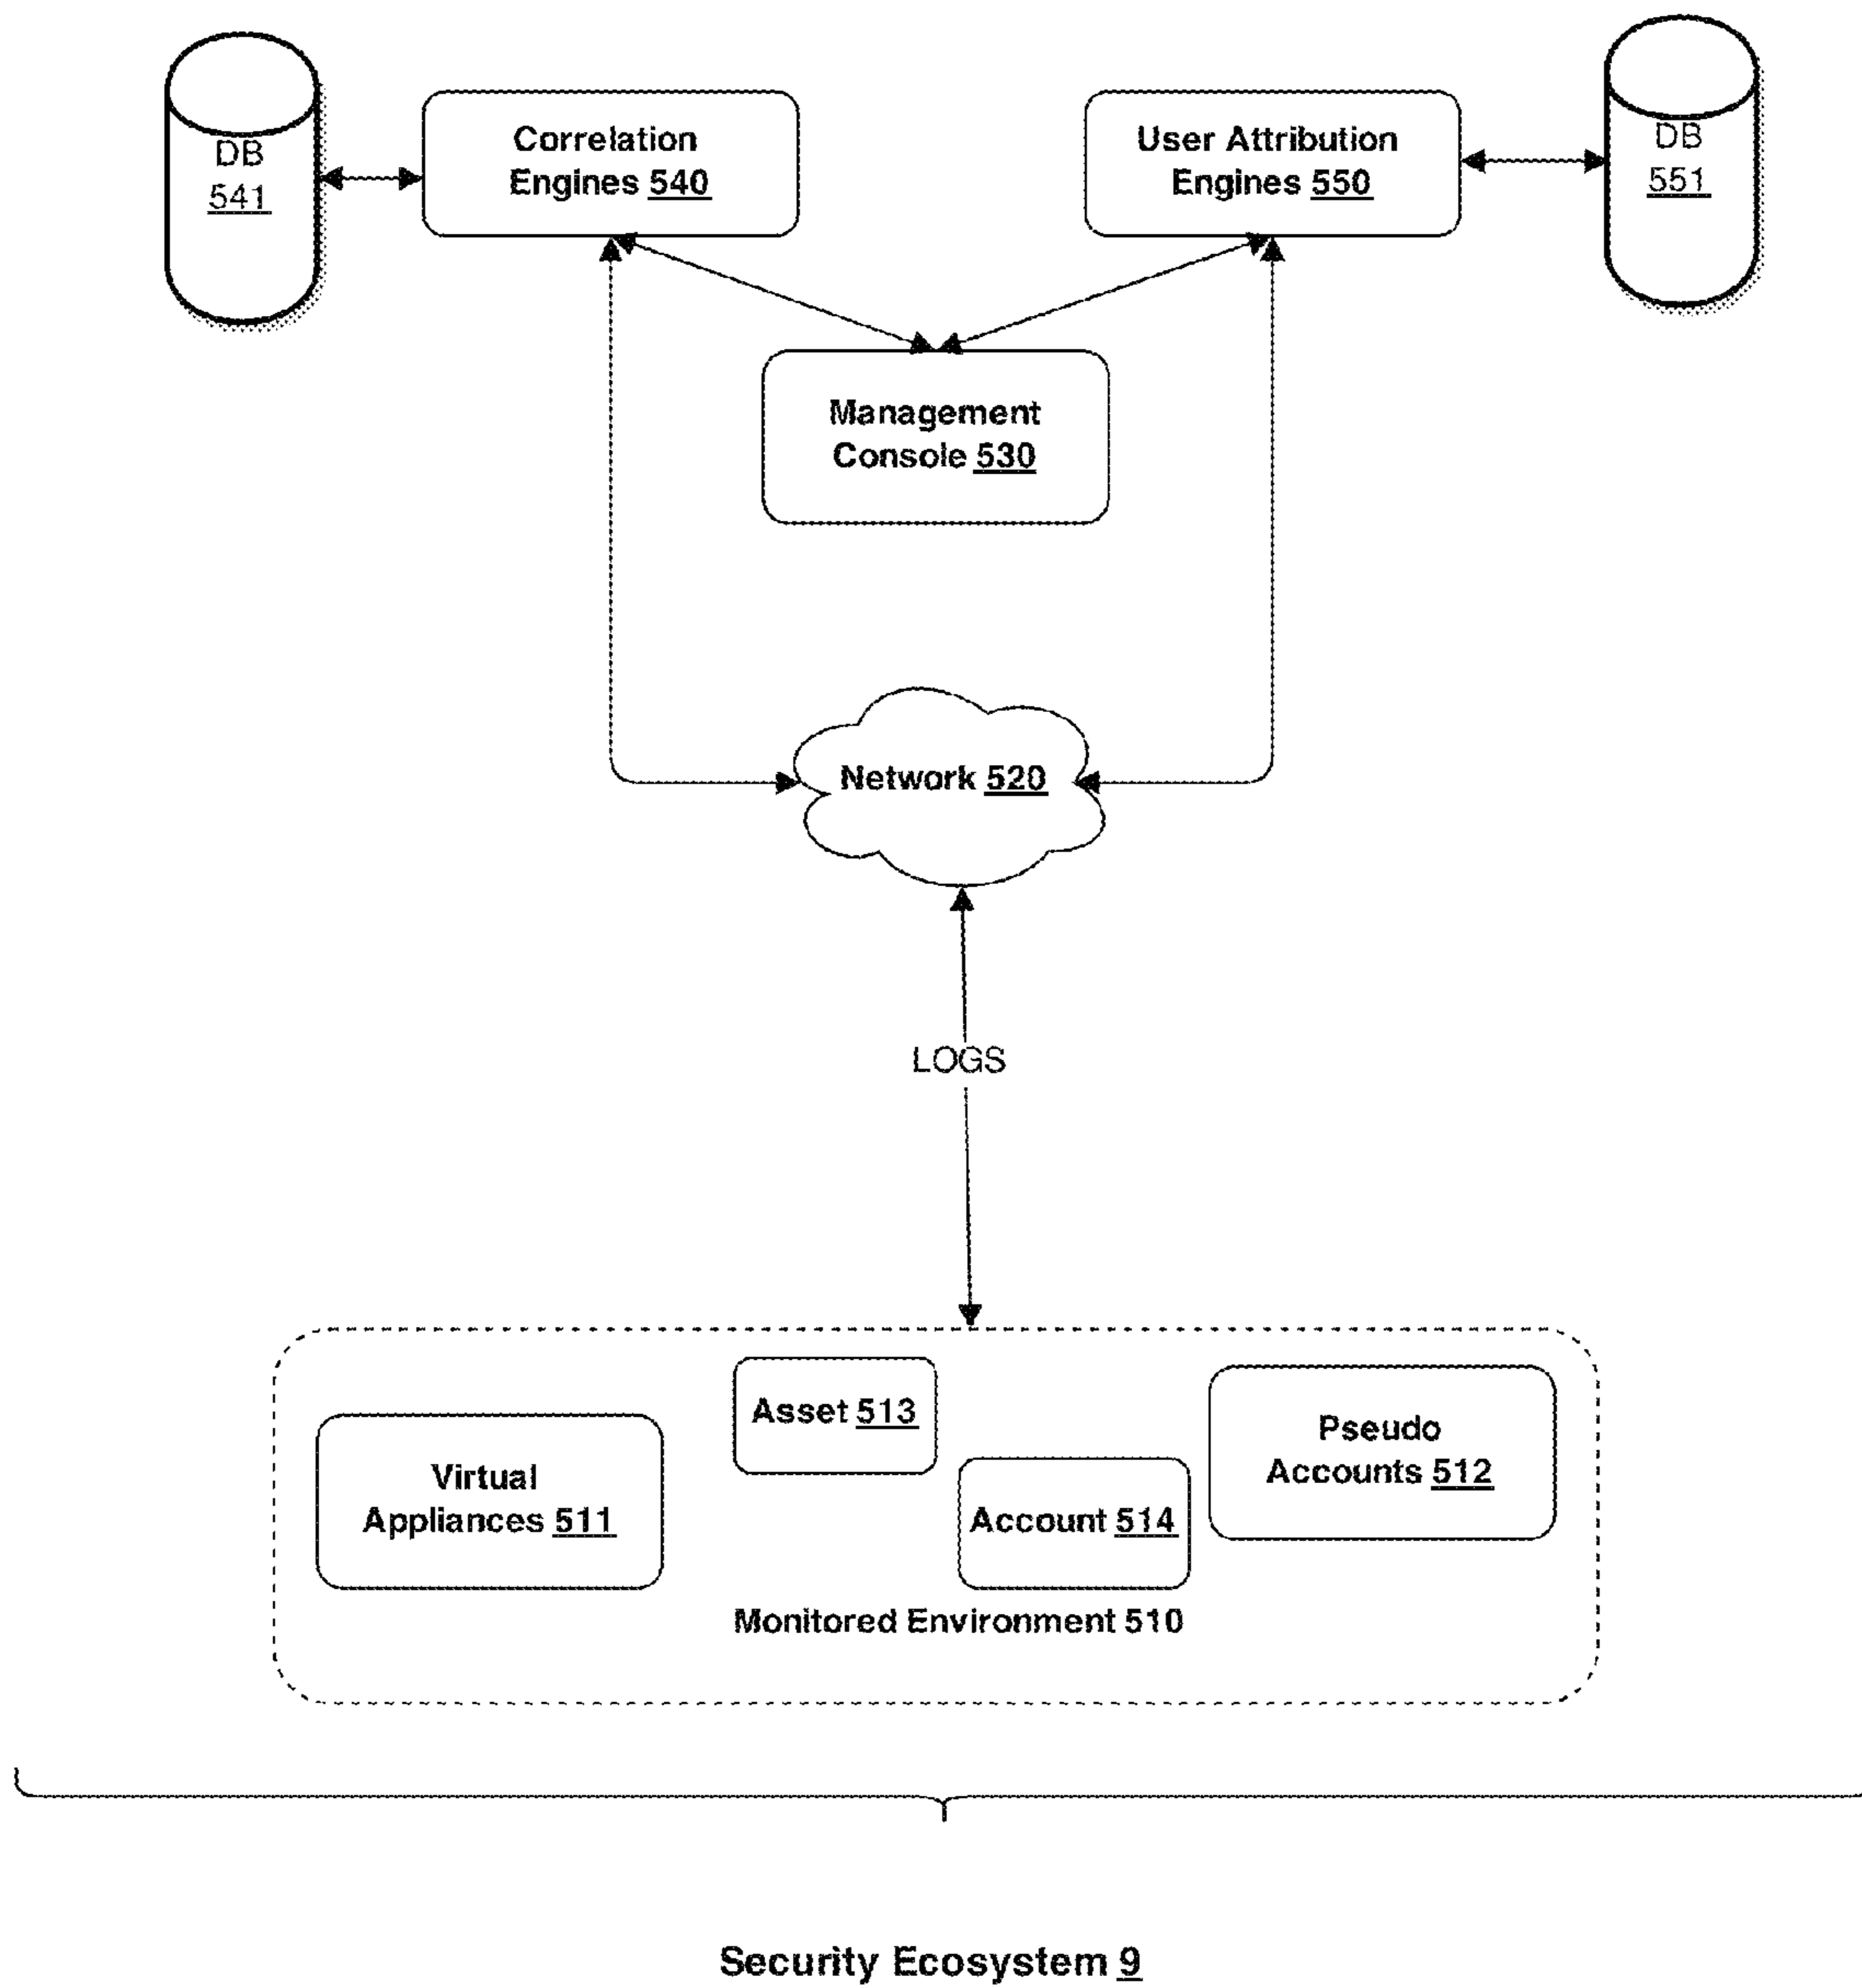 DB
541
Correlation
Engines 540
User Attribution
Engines 550
DB
551
Management
Console 530
Network 520
LOGS
Asset 513
Virtual
Appliances 511
Account 514
Pseudo
Accounts 512
Monitored Environment 510
Security Ecosystem 9